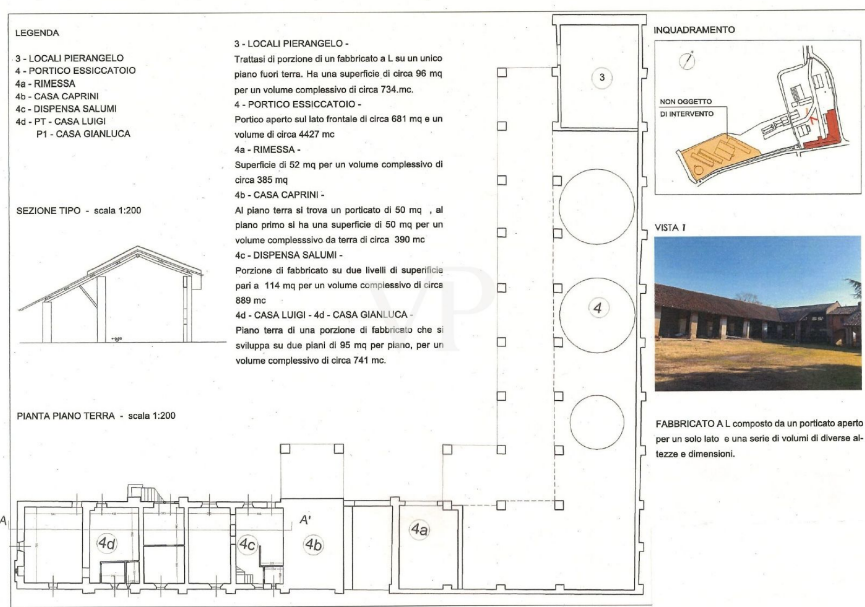 LEGENDA
3 - LOCALI PIERANGELO
4 - PORTICO ESSICCATOIO
4a - RIMESSA
4b - CASA CAPRINI
4c - DISPENSA SALUMI
4d - PT - CASA LUIGI
P1 - CASA GIANLUCA
SEZIONE TIPO - scala 1:200
PIANTA PIANO TERRA - scala 1:200
3 - LOCALI PIERANGELO -
Trattasi di porzione di un fabbricato a L su un unico
piano fuori terra. Ha una superficie di circa 96 mq
per un volume complessivo di circa 734.mc.
4 - PORTICO ESSICCATOIO -
Portico aperto sul lato frontale di circa 681 mq e un
volume di circa 4427 mc
4a - RIMESSA -
Superficie di 52 mq per un volume complessivo di
circa 385 mq
4b - CASA CAPRINI -
Al piano terra si trova un porticato di 50 mq , al
piano primo si ha una superficie di 50 mq per un
volume complesssivo da terra di circa 390 mc
4c - DISPENSA SALUMI -
Porzione di fabbricato su due livelli di superificie
pari a 114 mq per un volume complessivo di circa
889 mc
4d - CASA LUIGI - 4d - CASA GIANLUCA -
Piano terra di una porzione di fabbricato che si
sviluppa su due piani di 95 mq per piano, per un
volume complessivo di circa 741 mc.
VP
3
4
A
A'
4d
4c
4b
4a
INQUADRAMENTO
NON OGGETTO
DI INTERVENTO
1
VISTA 1
FABBRICATO A L composto da un porticato aperto
per un solo lato e una serie di volumi di diverse al-
tezze e dimensioni.